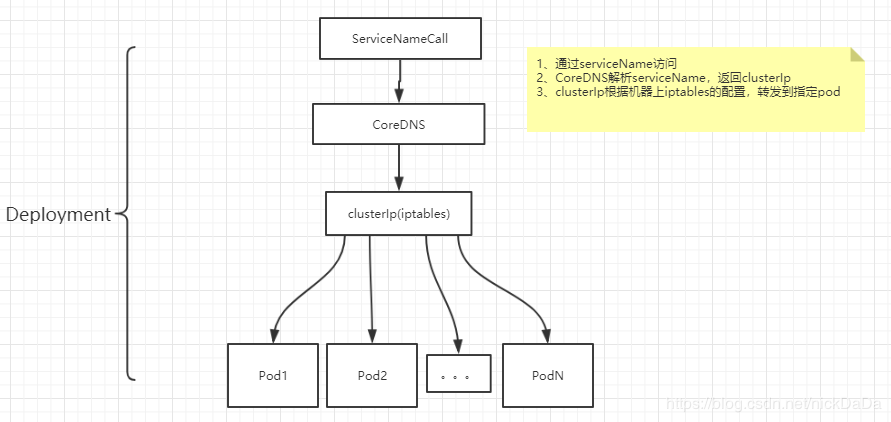 ServiceNameCall
1、通过serviceName访问
2、CoreDNS解析serviceName，返回clusterIp
3、clusterIp根据机器上iptables的配置，转发到指定pod
CoreDNS
Deployment
clusterIp(iptables)
Pod1
Pod2
。。。
PodN
https://blog.csdn.net/nickDaDa